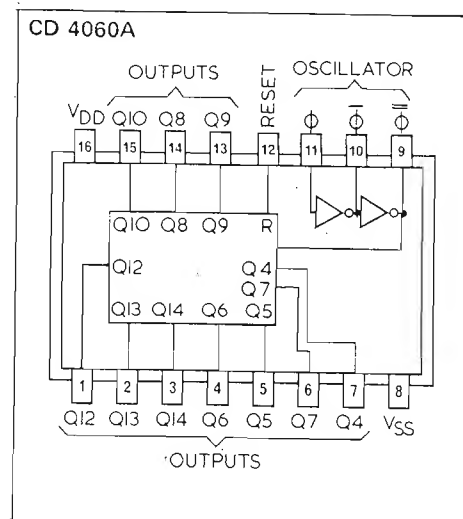 CD 4060A
OUTPUTS
OSCILLATOR
RESET
VDD Q10 Q8 Q9 ϕ ϕ̅ ϕ̿
16 15 14 13 12 11 10 9
Q10 Q8 Q9 R
Q12 Q4
Q7
Q13 Q14 Q6 Q5
1 2 3 4 5 6 7 8
Q12 Q13 Q14 Q6 Q5 Q7 Q4 VSS
OUTPUTS